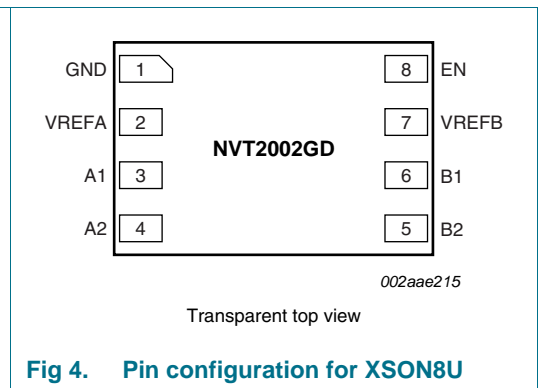 GND 1 8 EN
VREFA 2 7 VREFB
NVT2002GD
A1 3 6 B1
A2 4 5 B2
002aae215
Transparent top view
Fig 4. Pin configuration for XSON8U